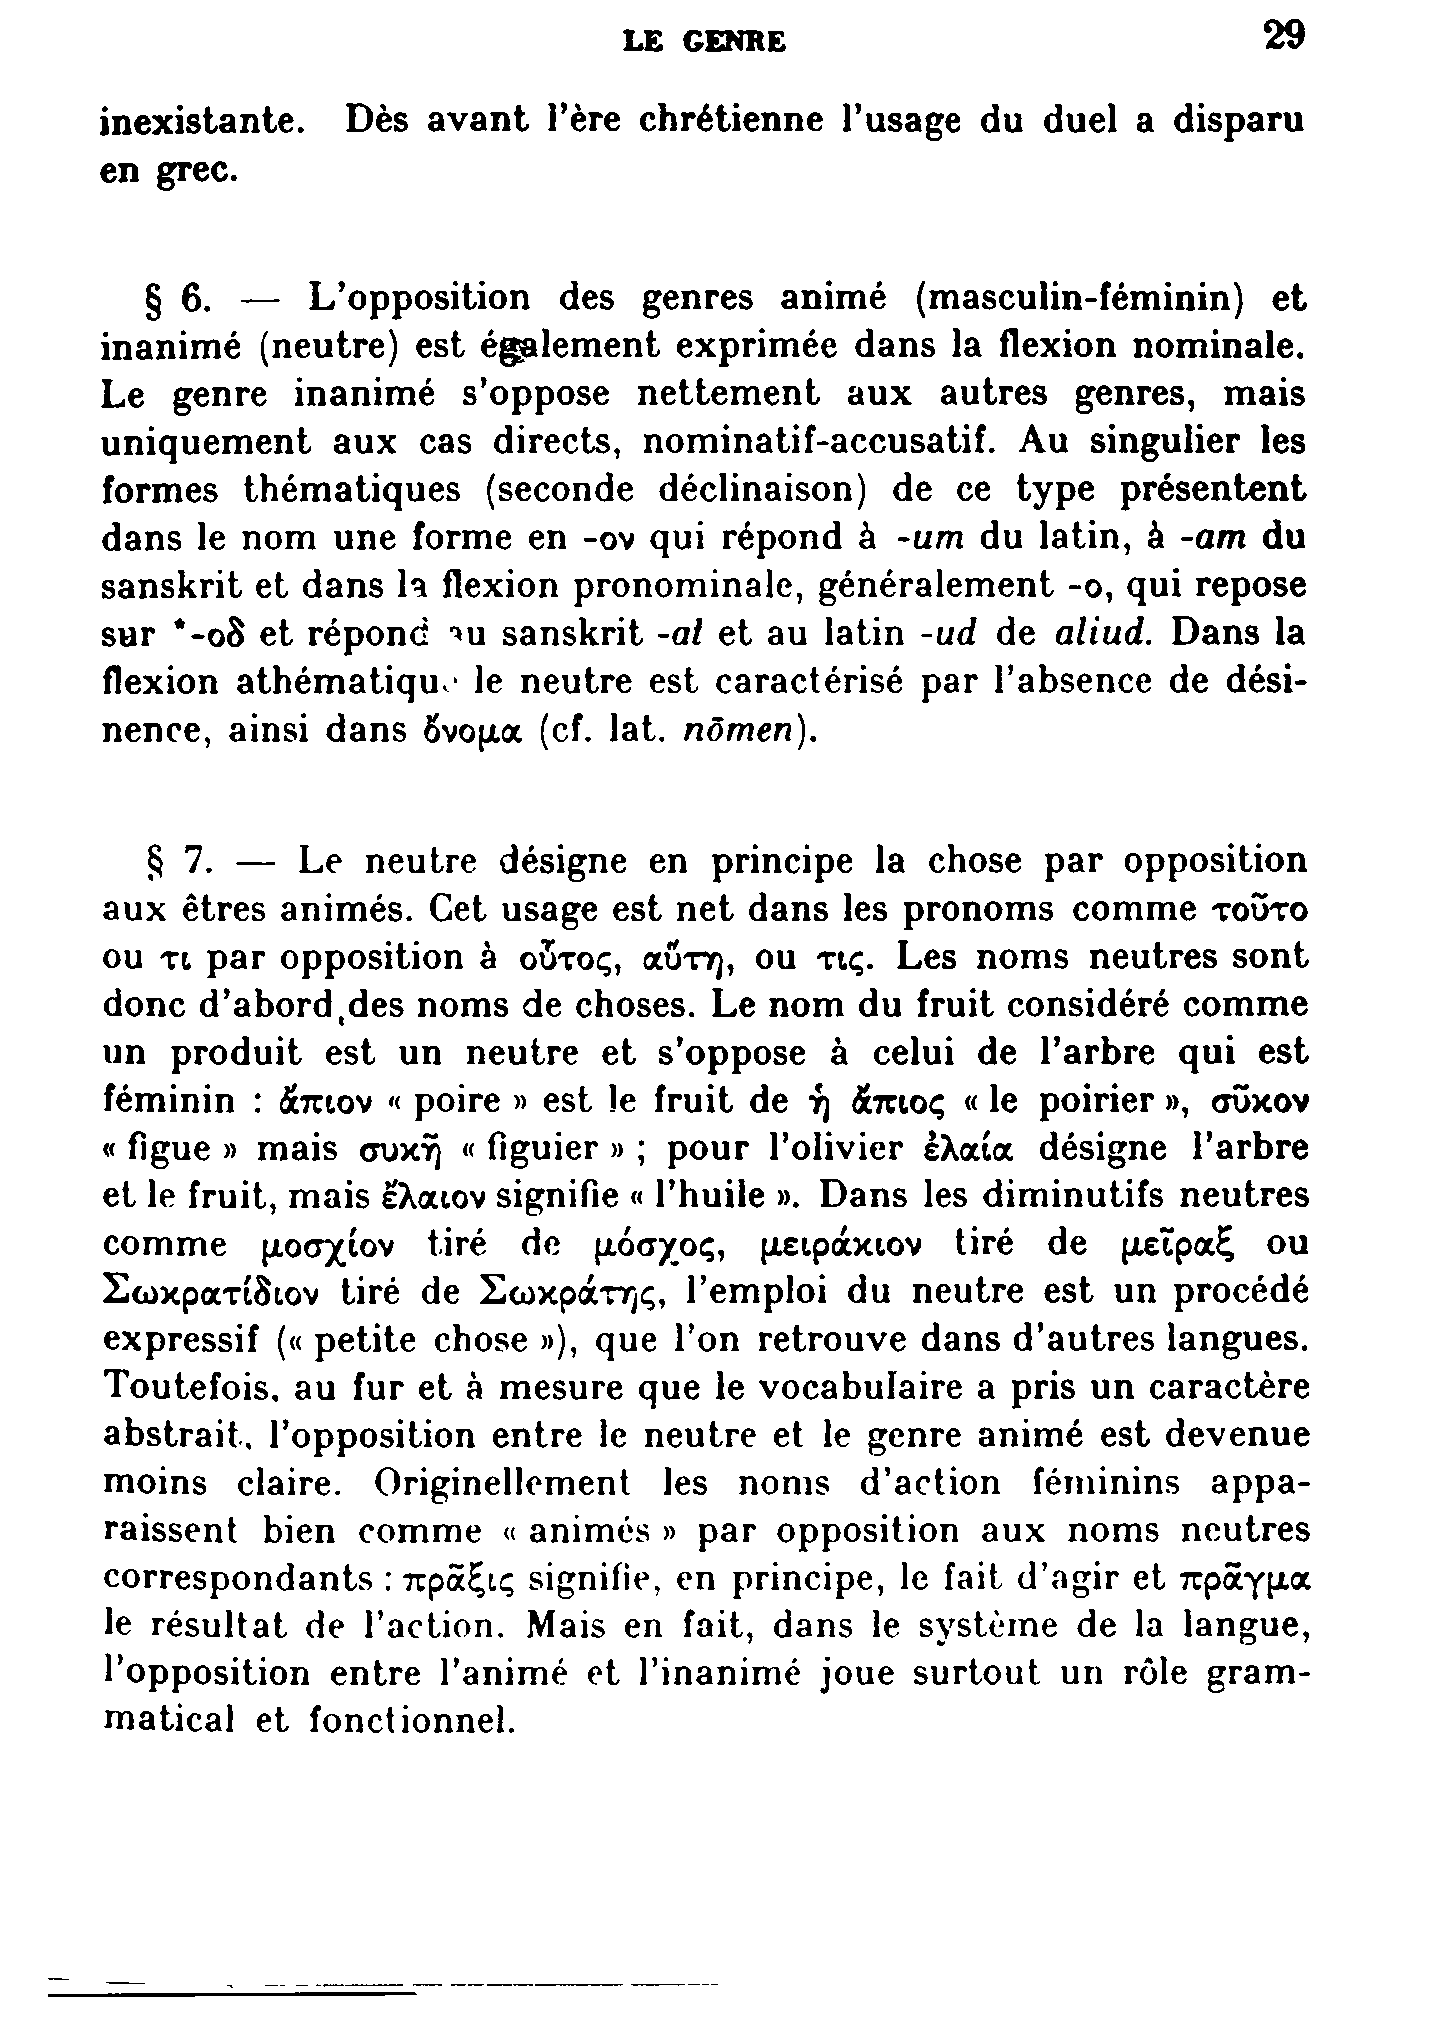 LE GENRE 29
inexistante. Dès avant l'ère chrétienne l'usage du duel a disparu
en grec.
§ 6. — L'opposition des genres animé (masculin-féminin) et
inanimé (neutre) est également exprimée dans la flexion nominale.
Le genre inanimé s'oppose nettement aux autres genres, mais
uniquement aux cas directs, nominatif-accusatif. Au singulier les
formes thématiques (seconde déclinaison) de ce type présentent
dans le nom une forme en -ον qui répond à -um du latin, à -am du
sanskrit et dans la flexion pronominale, généralement -ο, qui repose
sur *-οδ et répond au sanskrit -at et au latin -ud de aliud. Dans la
flexion athématique le neutre est caractérisé par l'absence de dési-
nence, ainsi dans ὄνομα (cf. lat. nōmen).
§ 7. — Le neutre désigne en principe la chose par opposition
aux êtres animés. Cet usage est net dans les pronoms comme τοῦτο
ou τι par opposition à οὗτος, αὕτη, ou τις. Les noms neutres sont
donc d'abord des noms de choses. Le nom du fruit considéré comme
un produit est un neutre et s'oppose à celui de l'arbre qui est
féminin : ἄπιον « poire » est le fruit de ἡ ἄπιος « le poirier », σῦκον
« figue » mais συκῆ « figuier » ; pour l'olivier ἐλαία désigne l'arbre
et le fruit, mais ἔλαιον signifie « l'huile ». Dans les diminutifs neutres
comme μοσχίον tiré de μόσχος, μειράκιον tiré de μεῖραξ ou
Σωκρατίδιον tiré de Σωκράτης, l'emploi du neutre est un procédé
expressif (« petite chose »), que l'on retrouve dans d'autres langues.
Toutefois, au fur et à mesure que le vocabulaire a pris un caractère
abstrait, l'opposition entre le neutre et le genre animé est devenue
moins claire. Originellement les noms d'action féminins appa-
raissent bien comme « animés » par opposition aux noms neutres
correspondants : πρᾶξις signifie, en principe, le fait d'agir et πρᾶγμα
le résultat de l'action. Mais en fait, dans le système de la langue,
l'opposition entre l'animé et l'inanimé joue surtout un rôle gram-
matical et fonctionnel.